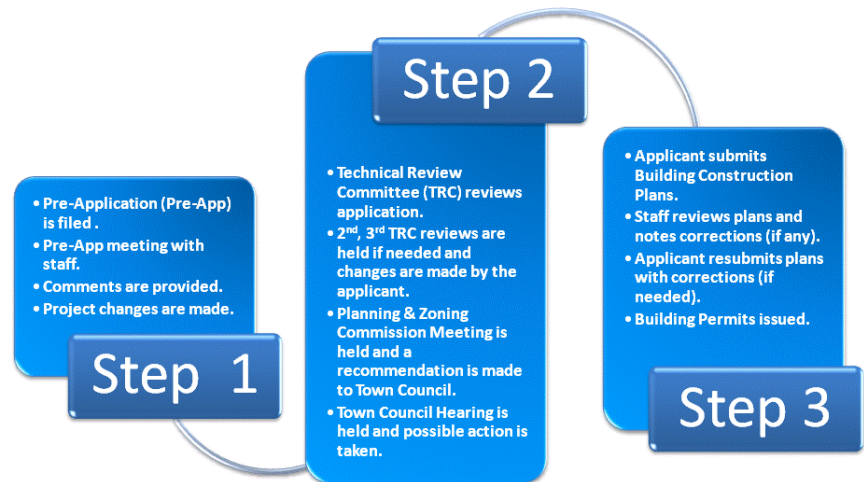 • Pre-Application (Pre-App)
is filed .
• Pre-App meeting with
staff.
• Comments are provided.
• Project changes are made.
Step 1
Step 2
• Technical Review
Committee (TRC) reviews
application.
• 2nd, 3rd TRC reviews are
held if needed and
changes are made by the
applicant.
• Planning & Zoning
Commission Meeting is
held and a
recommendation is made
to Town Council.
• Town Council Hearing is
held and possible action is
taken.
• Applicant submits
Building Construction
Plans.
• Staff reviews plans and
notes corrections (if any).
• Applicant resubmits plans
with corrections (if
needed).
• Building Permits issued.
Step 3